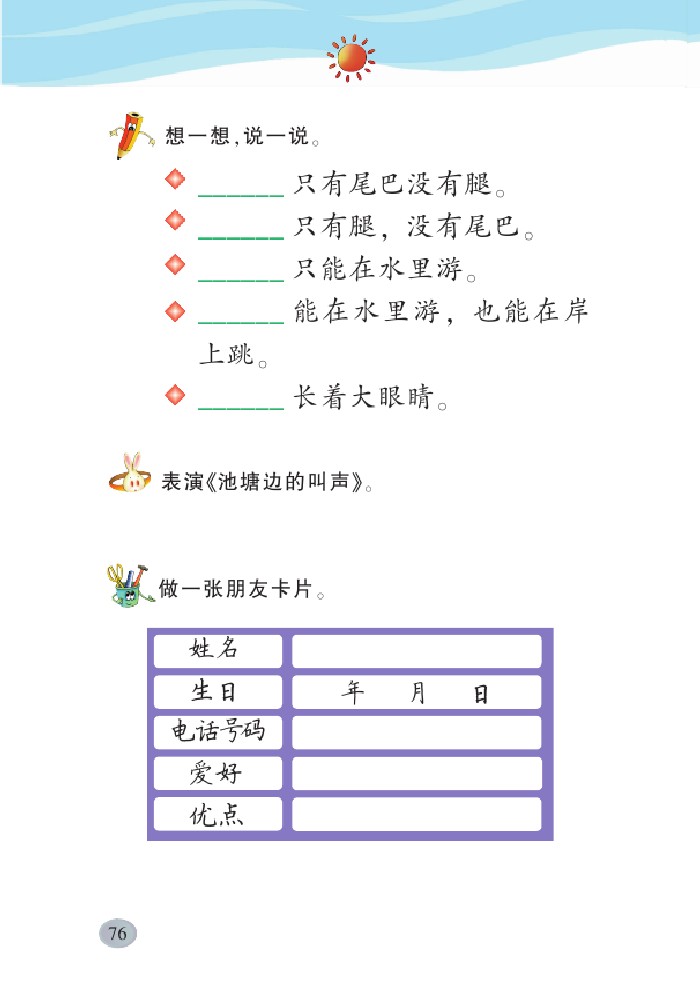 想一想,说一说。
______ 只有尾巴没有腿。
______ 只有腿，没有尾巴。
______ 只能在水里游。
______ 能在水里游，也能在岸
上跳。
______ 长着大眼睛。
表演《池塘边的叫声》。
做一张朋友卡片。
姓名
生日 年 月 日
电话号码
爱好
优点
76